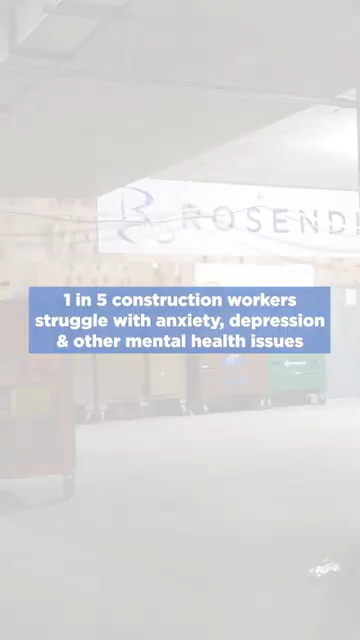 ROSENDI
1 in 5 construction workers
struggle with anxiety, depression
& other mental health issues